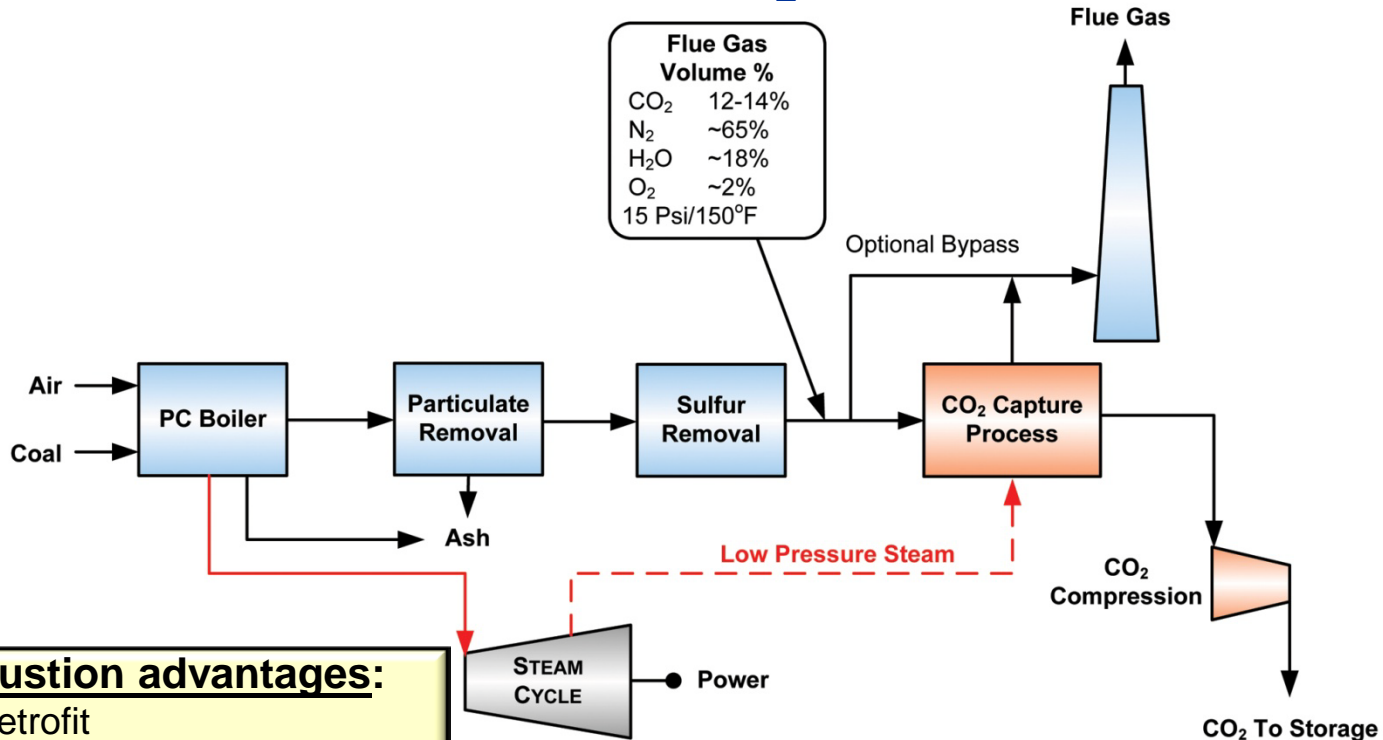 Flue Gas
Flue Gas
Volume %
CO₂ 12-14%
N₂ ~65%
H₂O ~18%
O₂ ~2%
15 Psi/150°F
Optional Bypass
Air
Coal
PC Boiler
Particulate
Removal
Sulfur
Removal
CO₂ Capture
Process
Ash
Low Pressure Steam
CO₂
Compression
STEAM
CYCLE
Power
CO₂ To Storage
advantages: